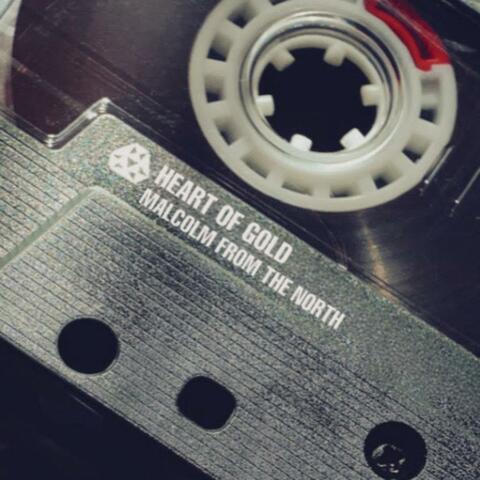 HEART OF GOLD
MALCOLM FROM THE NORTH